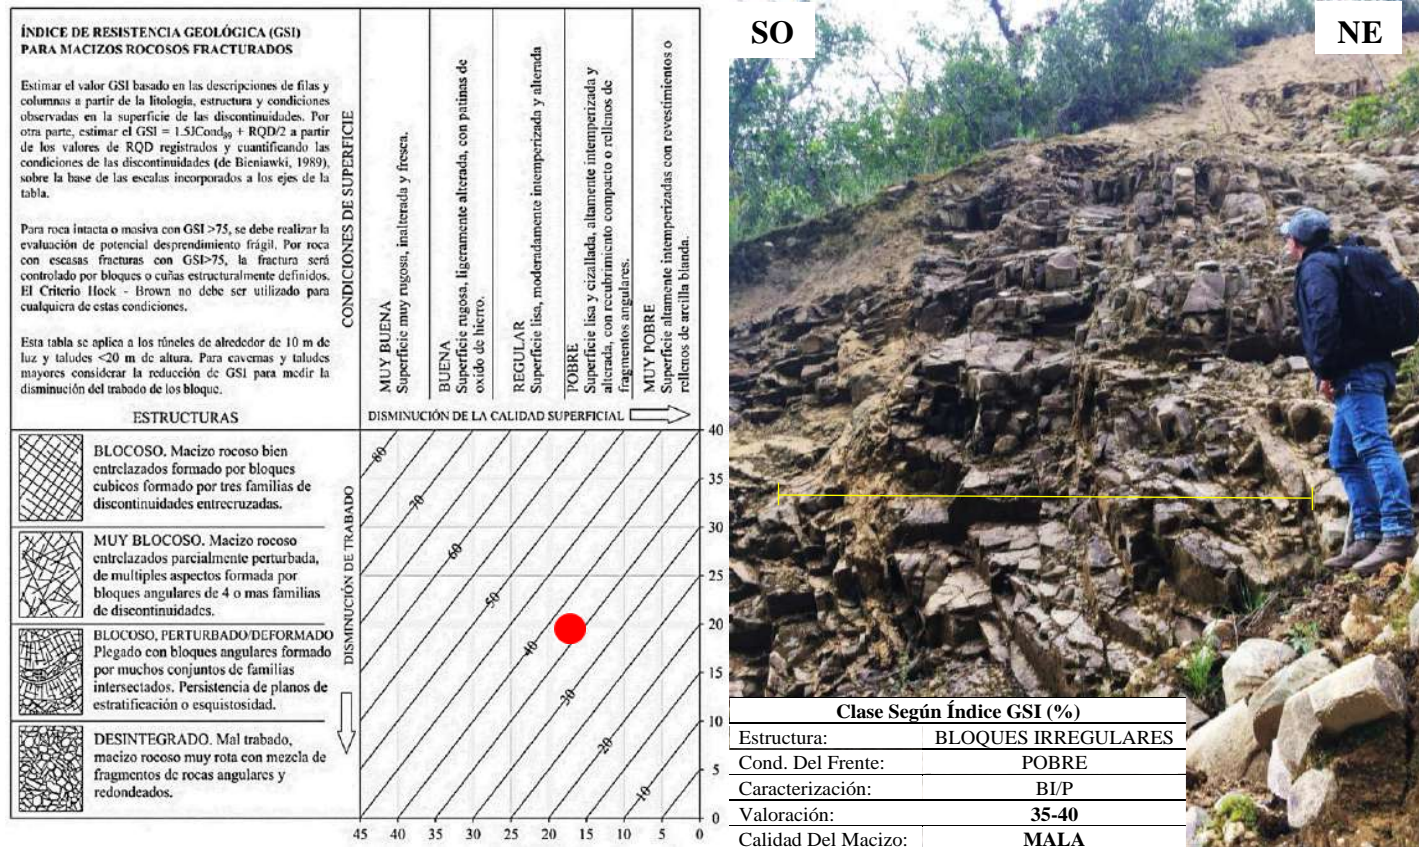 ÍNDICE DE RESISTENCIA GEOLÓGICA (GSI)
PARA MACIZOS ROCOSOS FRACTURADOS
Estimar el valor GSI basado en las descripciones de filas y
columnas a partir de la litología, estructura y condiciones
observadas en la superficie de las discontinuidades. Por
otra parte, estimar el GSI = 1.5JCond89 + RQD/2 a partir
de los valores de RQD registrados y cuantificando las
condiciones de las discontinuidades (de Bieniawki, 1989),
sobre la base de las escalas incorporados a los ejes de la
tabla.
Para roca intacta o masiva con GSI >75, se debe realizar la
evaluación de potencial desprendimiento frágil. Por roca
con escasas fracturas con GSI>75, la fractura será
controlado por bloques o cuñas estructuralmente definidos.
El Criterio Hoek - Brown no debe ser utilizado para
cualquiera de estas condiciones.
Esta tabla se aplica a los túneles de alrededor de 10 m de
luz y taludes <20 m de altura. Para cavernas y taludes
mayores considerar la reducción de GSI para medir la
disminución del trabado de los bloque.
ESTRUCTURAS
CONDICIONES DE SUPERFICIE
MUY BUENA
Superficie muy rugosa, inalterada y fresca.
BUENA
Superficie rugosa, ligeramente alterada, con patinas de
oxido de hierro.
REGULAR
Superficie lisa, moderadamente intemperizada y alterada
POBRE
Superficie lisa y cizallada, altamente intemperizada y
alterada, con recubrimiento compacto o rellenos de
fragmentos angulares.
MUY POBRE
Superficie altamente intemperizadas con revestimientos o
rellenos de arcilla blanda.
DISMINUCIÓN DE LA CALIDAD SUPERFICIAL
BLOCOSO. Macizo rocoso bien
entrelazados formado por bloques
cubicos formado por tres familias de
discontinuidades entrecruzadas.
MUY BLOCOSO. Macizo rocoso
entrelazados parcialmente perturbada,
de multiples aspectos formada por
bloques angulares de 4 o mas familias
de discontinuidades.
BLOCOSO, PERTURBADO/DEFORMADO
Plegado con bloques angulares formado
por muchos conjuntos de familias
intersectados. Persistencia de planos de
estratificación o esquistosidad.
DESINTEGRADO. Mal trabado,
macizo rocoso muy rota con mezcla de
fragmentos de rocas angulares y
redondeados.
DISMINUCIÓN DE TRABADO
80
70
60
50
40
30
20
10
40
35
30
25
20
15
10
5
0
45 40 35 30 25 20 15 10 5 0
SO
NE
Clase Según Índice GSI (%)
Estructura: BLOQUES IRREGULARES
Cond. Del Frente: POBRE
Caracterización: BI/P
Valoración: 35-40
Calidad Del Macizo: MALA